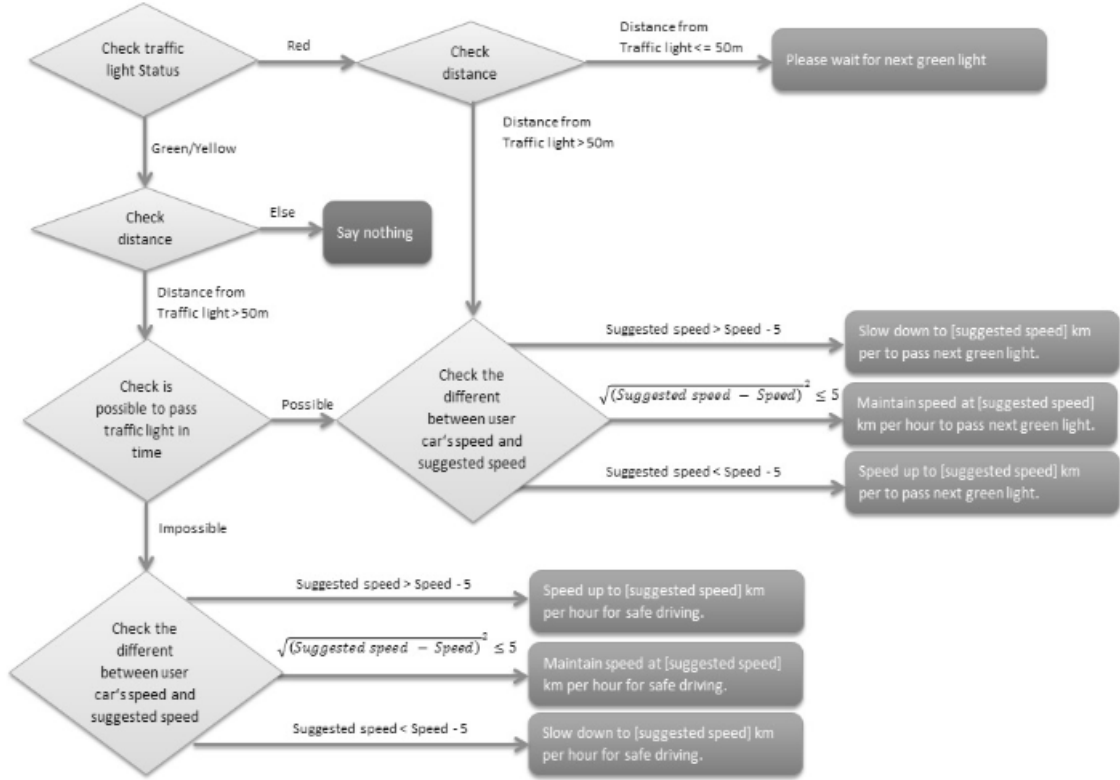 Check traffic
light Status
Red
Check
distance
Distance from
Traffic light <= 50m
Please wait for next green light
Distance from
Traffic light > 50m
Green/Yellow
Check
distance
Else
Say nothing
Distance from
Traffic light > 50m
Check is
possible to pass
traffic light in
time
Possible
Check the
different
between user
car's speed and
suggested speed
Suggested speed > Speed - 5
Slow down to [suggested speed] km
per to pass next green light.
√(Suggested speed − Speed)² ≤ 5
Maintain speed at [suggested speed]
km per hour to pass next green light.
Suggested speed < Speed - 5
Speed up to [suggested speed] km
per to pass next green light.
Impossible
Check the
different
between user
car's speed and
suggested speed
Suggested speed > Speed - 5
Speed up to [suggested speed] km
per hour for safe driving.
√(Suggested speed − Speed)² ≤ 5
Maintain speed at [suggested speed]
km per hour for safe driving.
Suggested speed < Speed - 5
Slow down to [suggested speed] km
per hour for safe driving.